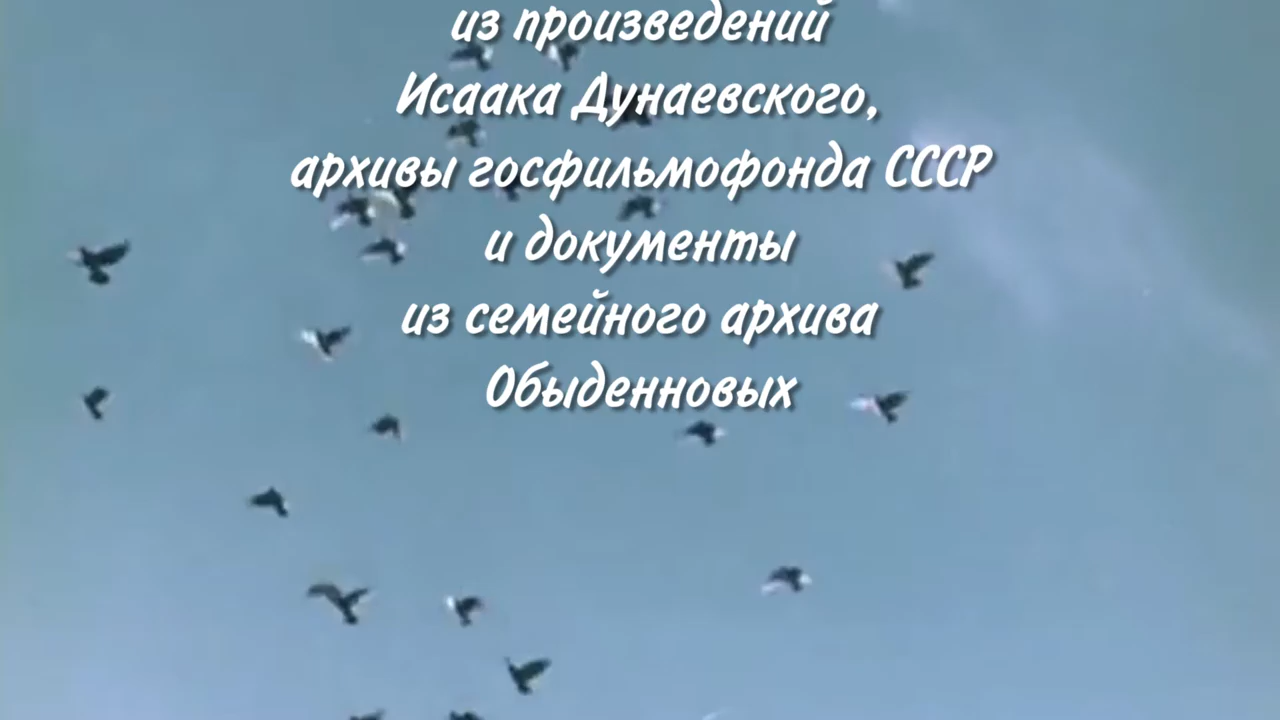 из произведений
Исаака Дунаевского,
архивы госфильмофонда СССР
и документы
из семейного архива
Обыденновых